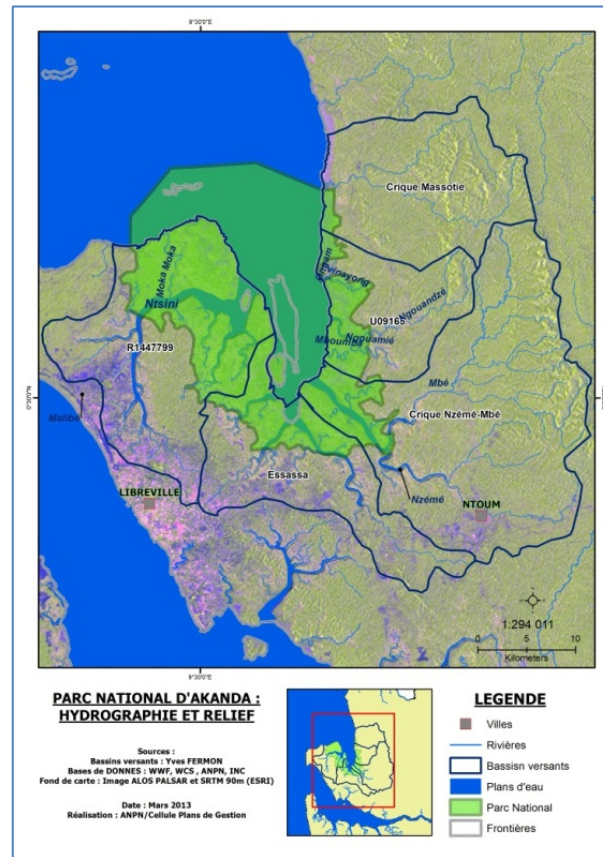 9°30'0"E
Crique Massotie
Moka Moka
Ntsini
Ngouandzé
U09165
Ngouamié
Mboumba
R1447799
Mbé
0°30'0"N
Crique Nzémé-Mbé
Malibé
Essassa
LIBREVILLE
Nzémé
NTOUM
1:294 011
0 5 10
Kilometers
9°30'0"E
PARC NATIONAL D'AKANDA :
HYDROGRAPHIE ET RELIEF
Sources :
Bassins versants : Yves FERMON
Bases de DONNES : WWF, WCS , ANPN, INC
Fond de carte : Image ALOS PALSAR et SRTM 90m (ESRI)
Date : Mars 2013
Réalisation : ANPN/Cellule Plans de Gestion
LEGENDE
Villes
Rivières
Bassisn versants
Plans d'eau
Parc National
Frontières